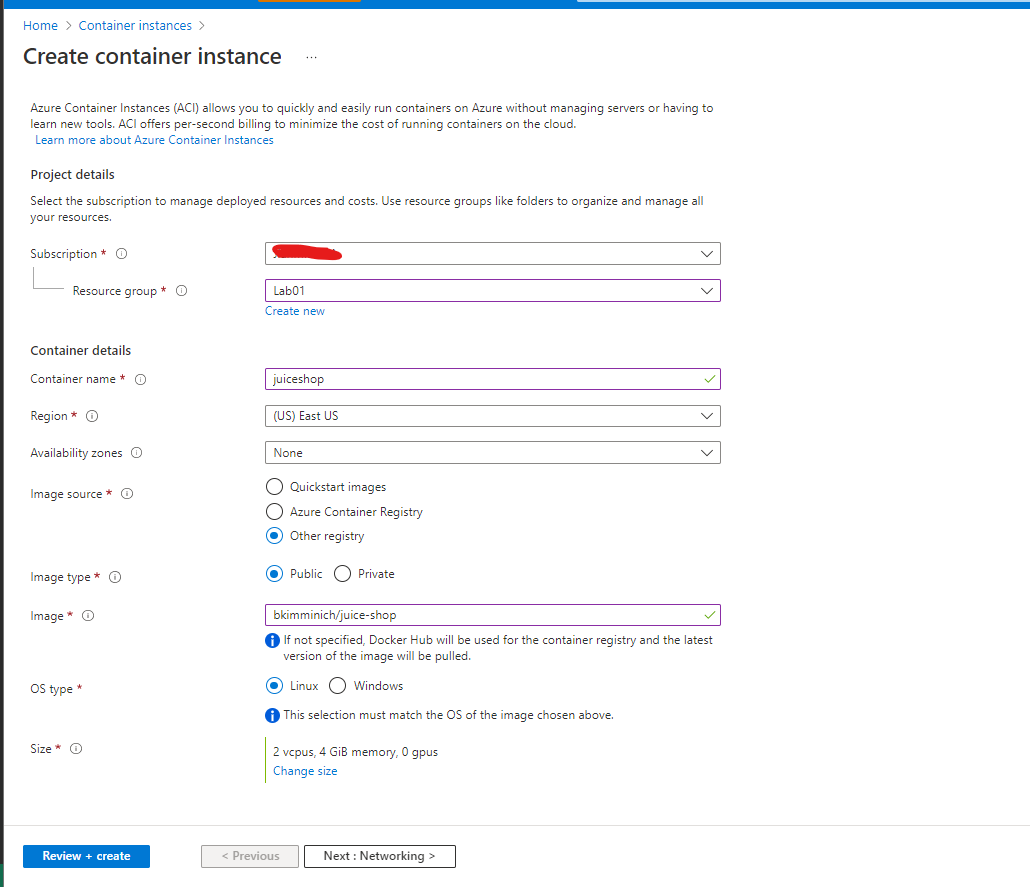 Home > Container instances >
Create container instance ...
Azure Container Instances (ACI) allows you to quickly and easily run containers on Azure without managing servers or having to
learn new tools. ACI offers per-second billing to minimize the cost of running containers on the cloud.
Learn more about Azure Container Instances
Project details
Select the subscription to manage deployed resources and costs. Use resource groups like folders to organize and manage all
your resources.
Subscription *
Resource group * Lab01
Create new
Container details
Container name * juiceshop
Region * (US) East US
Availability zones None
Image source * Quickstart images
Azure Container Registry
Other registry
Image type * Public Private
Image * bkimminich/juice-shop
If not specified, Docker Hub will be used for the container registry and the latest
version of the image will be pulled.
OS type * Linux Windows
This selection must match the OS of the image chosen above.
Size * 2 vcpus, 4 GiB memory, 0 gpus
Change size
Review + create < Previous Next : Networking >